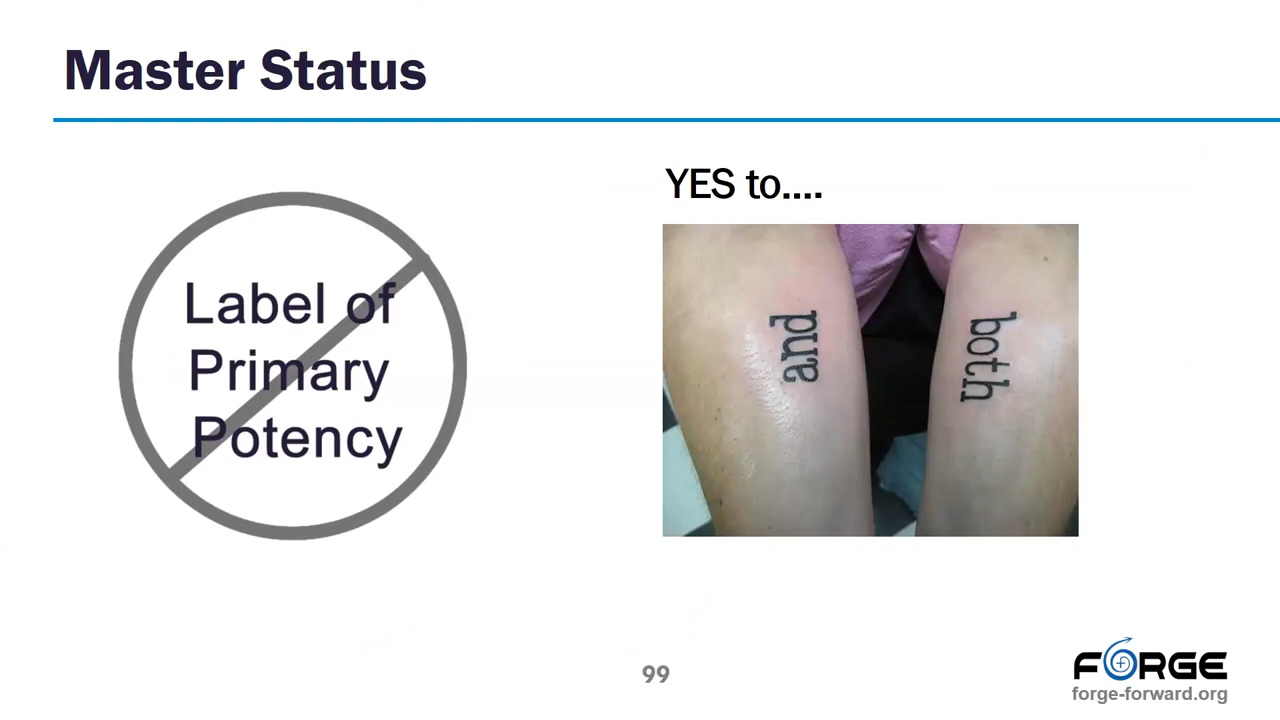 Master Status
Label of
Primary
Potency
YES to....
and
both
99
FORGE
forge-forward.org